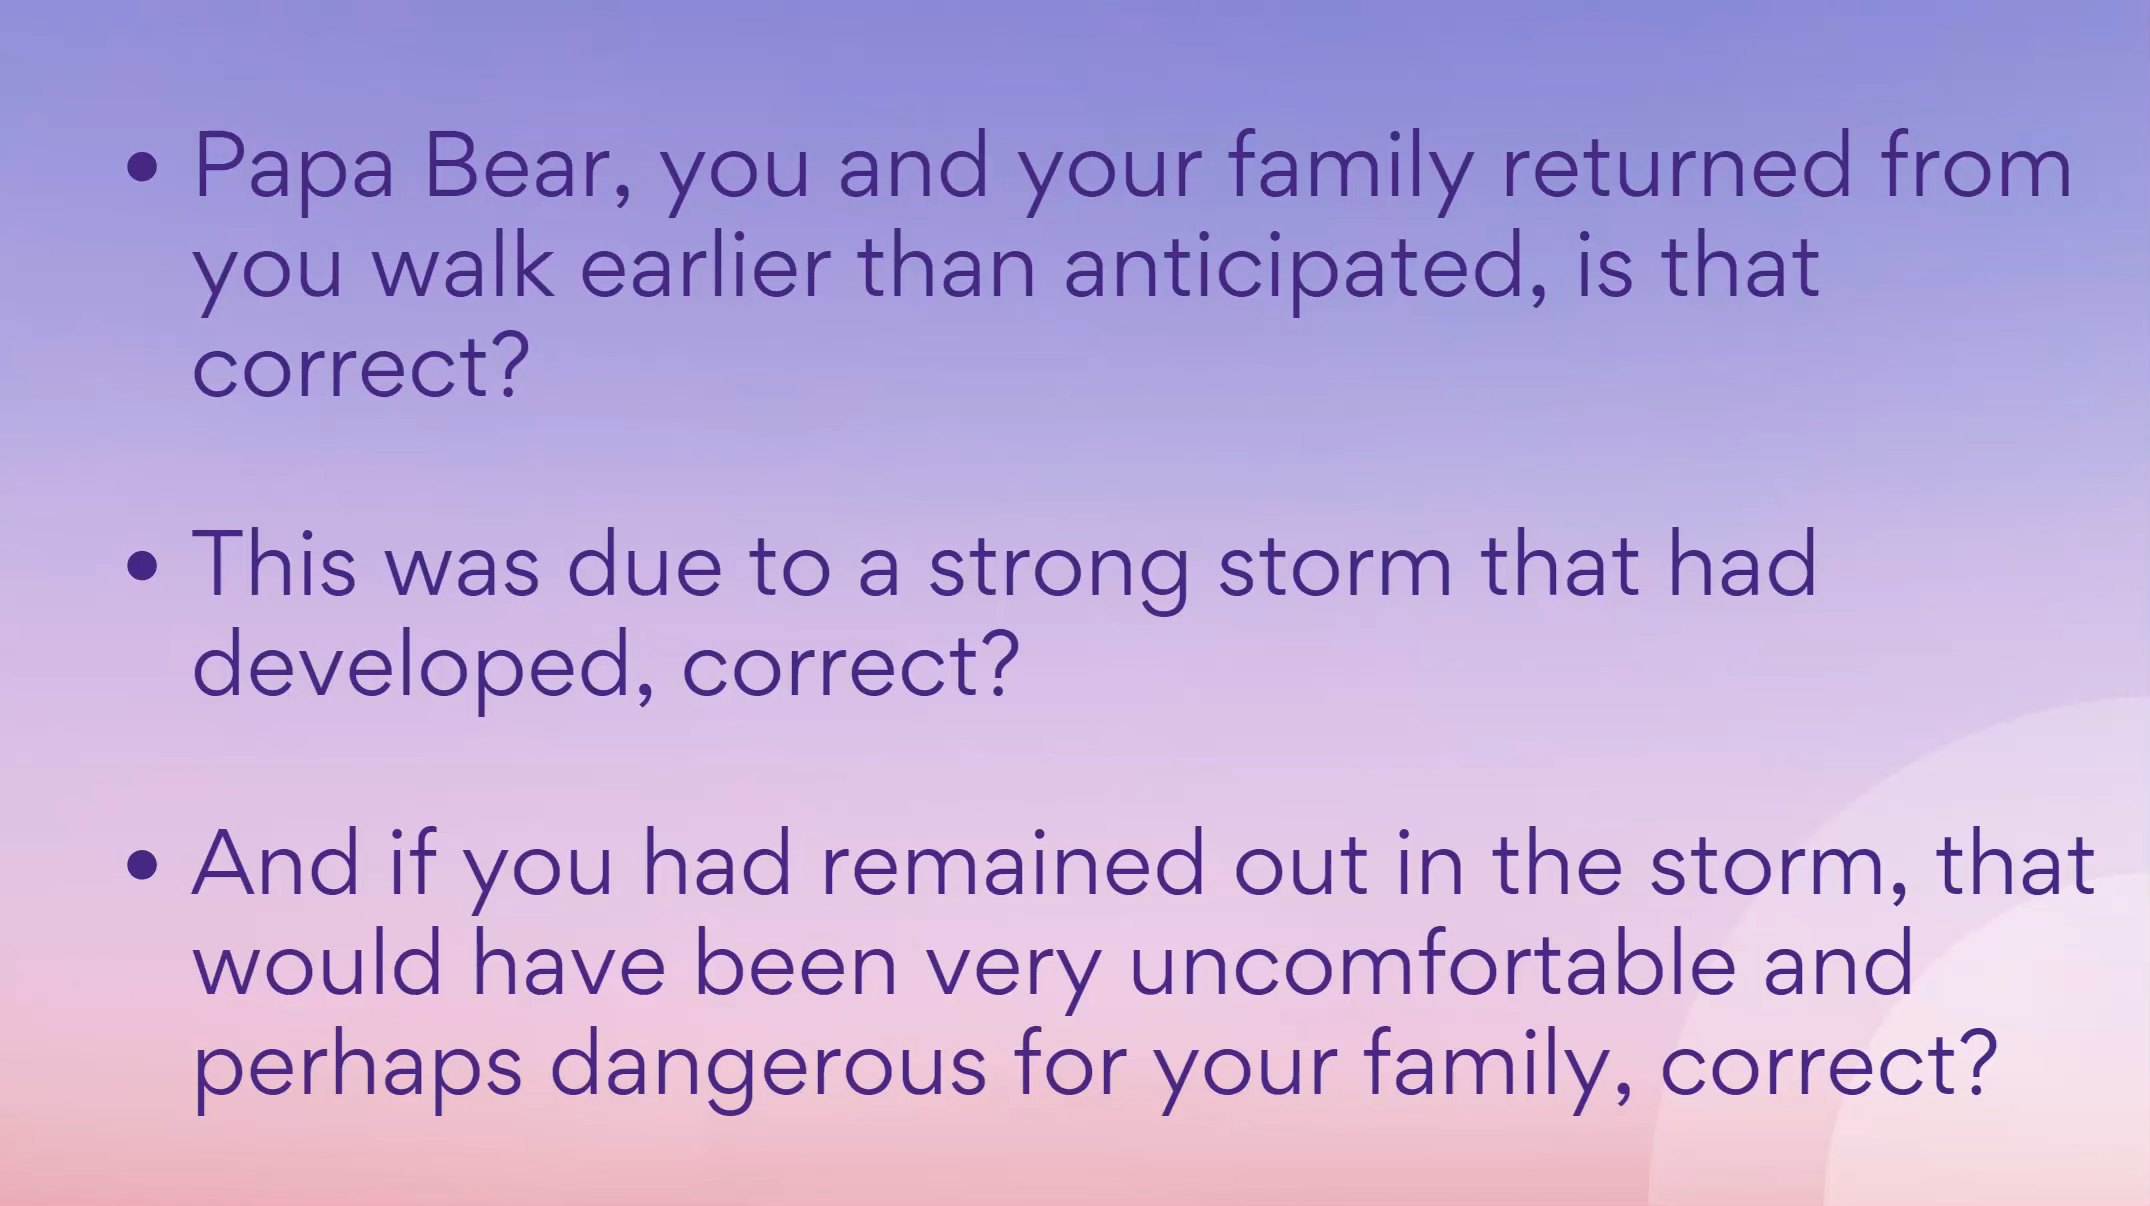 • Papa Bear, you and your family returned from
you walk earlier than anticipated, is that
correct?
• This was due to a strong storm that had
developed, correct?
• And if you had remained out in the storm, that
would have been very uncomfortable and
perhaps dangerous for your family, correct?